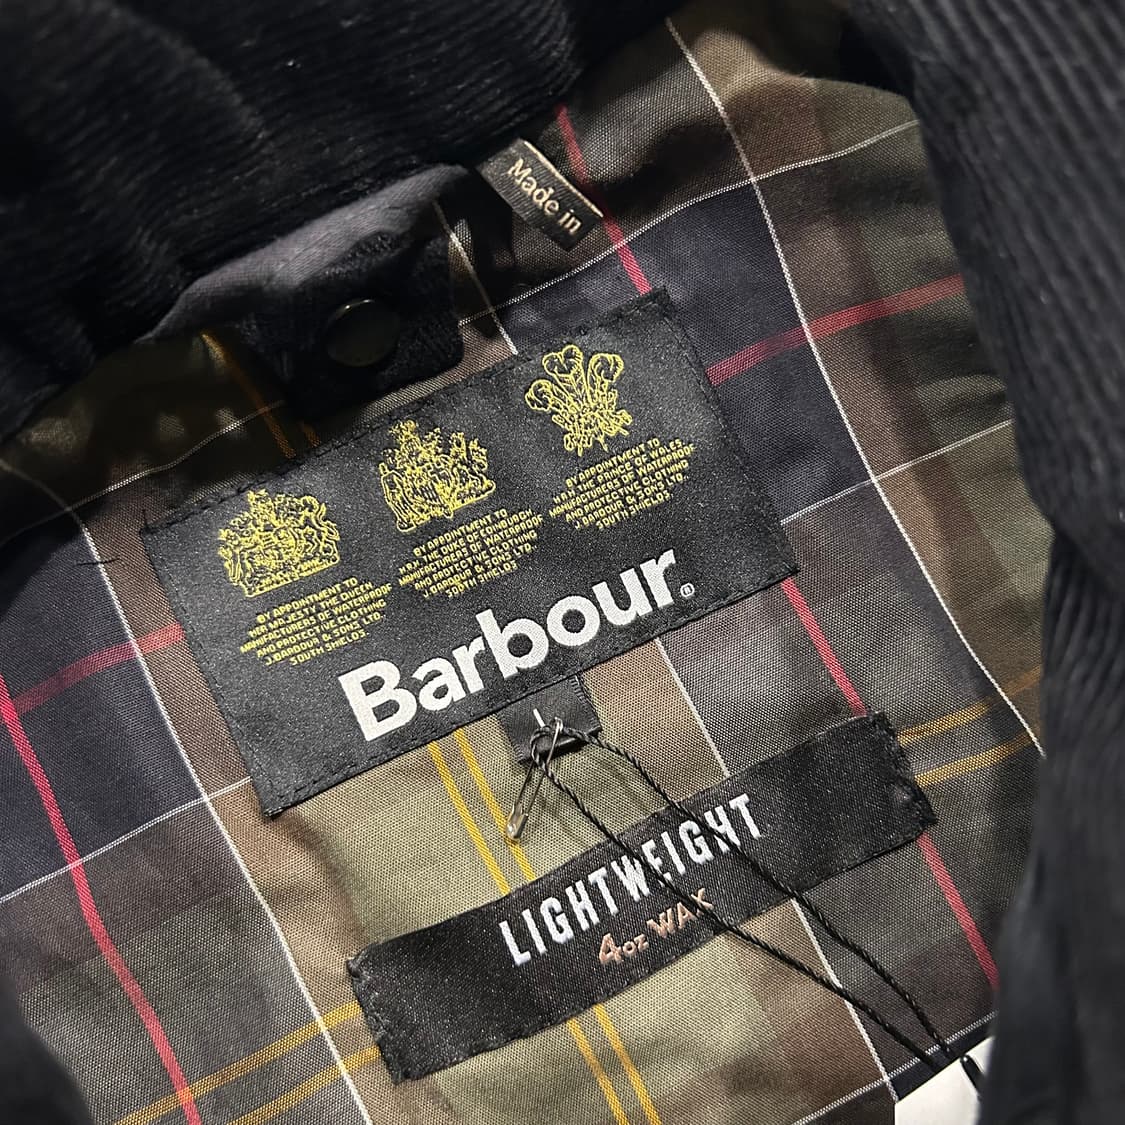 Made in
BY APPOINTMENT TO
HER MAJESTY THE QUEEN
MANUFACTURERS OF WATERPROOF
AND PROTECTIVE CLOTHING
J.BARBOUR & SONS LTD.
SOUTH SHIELDS
BY APPOINTMENT TO
H.R.H. THE DUKE OF EDINBURGH
MANUFACTURERS OF WATERPROOF
AND PROTECTIVE CLOTHING
J.BARBOUR & SONS LTD.
SOUTH SHIELDS
BY APPOINTMENT TO
H.R.H. THE PRINCE OF WALES
MANUFACTURERS OF WATERPROOF
AND PROTECTIVE CLOTHING
J.BARBOUR & SONS LTD.
SOUTH SHIELDS
Barbour®
L
LIGHTWEIGHT
4oz WAX